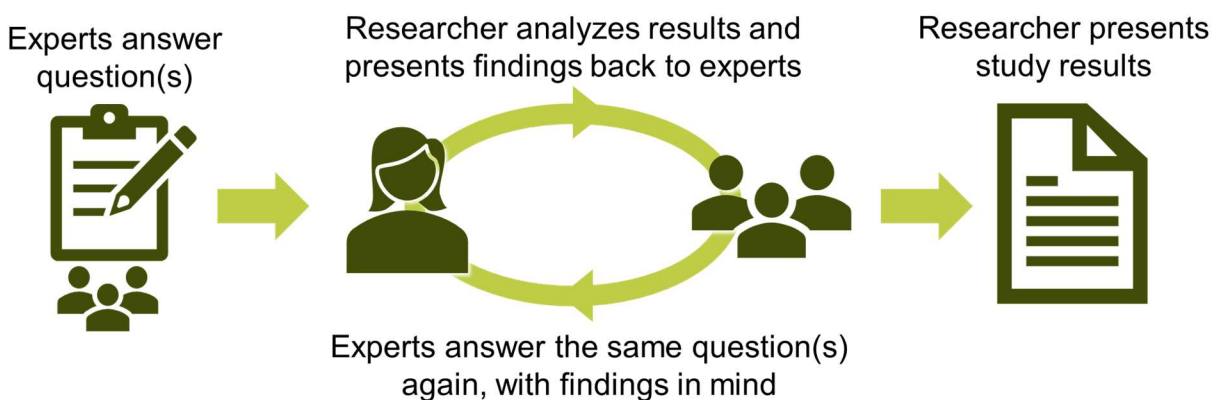 Experts answer
question(s)
Researcher analyzes results and
presents findings back to experts
Researcher presents
study results
Experts answer the same question(s)
again, with findings in mind